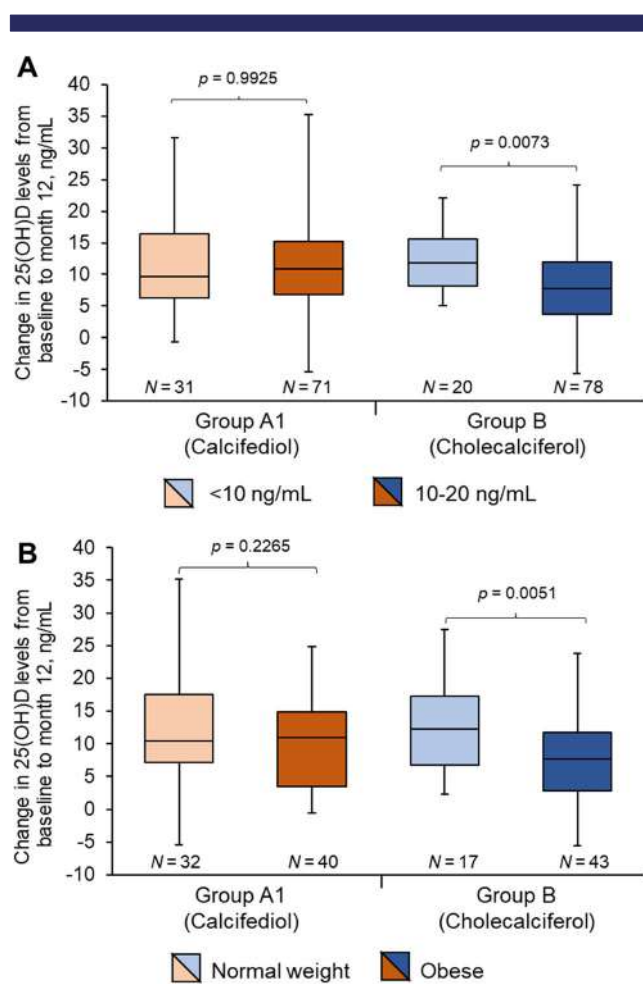 A
Change in 25(OH)D levels from
baseline to month 12, ng/mL
40
35
30
25
20
15
10
5
0
-5
-10
p = 0.9925
p = 0.0073
N = 31
N = 71
N = 20
N = 78
Group A1
(Calcifediol)
Group B
(Cholecalciferol)
<10 ng/mL
10-20 ng/mL
B
Change in 25(OH)D levels from
baseline to month 12, ng/mL
40
35
30
25
20
15
10
5
0
-5
-10
p = 0.2265
p = 0.0051
N = 32
N = 40
N = 17
N = 43
Group A1
(Calcifediol)
Group B
(Cholecalciferol)
Normal weight
Obese